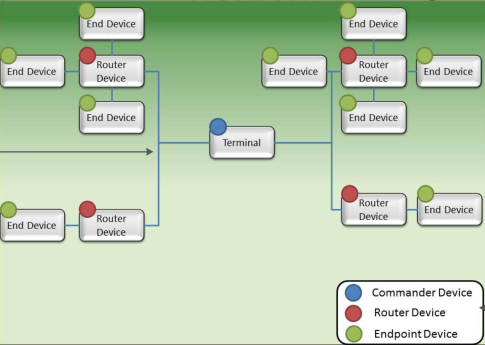 End Device
End Device
End Device
Router
Device
End Device
Router
Device
End Device
End Device
End Device
Terminal
End Device
Router
Device
Router
Device
End Device
Commander Device
Router Device
Endpoint Device